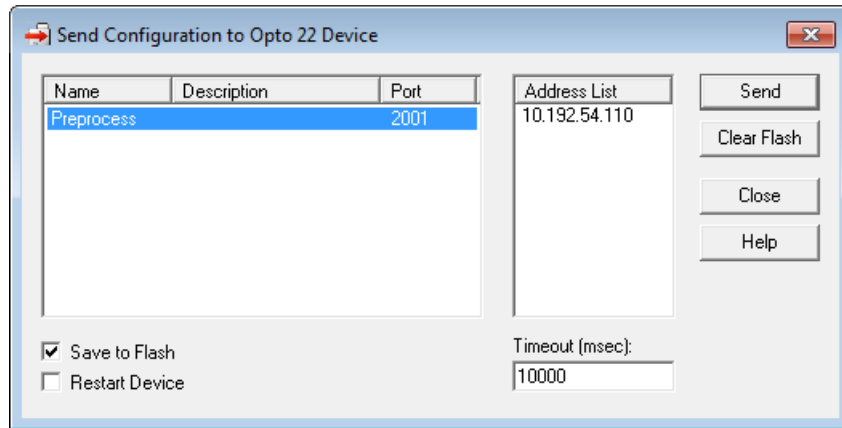 Send Configuration to Opto 22 Device
Name Description Port
Preprocess 2001
Address List
10.192.54.110
Send
Clear Flash
Close
Help
Save to Flash
Restart Device
Timeout (msec):
10000